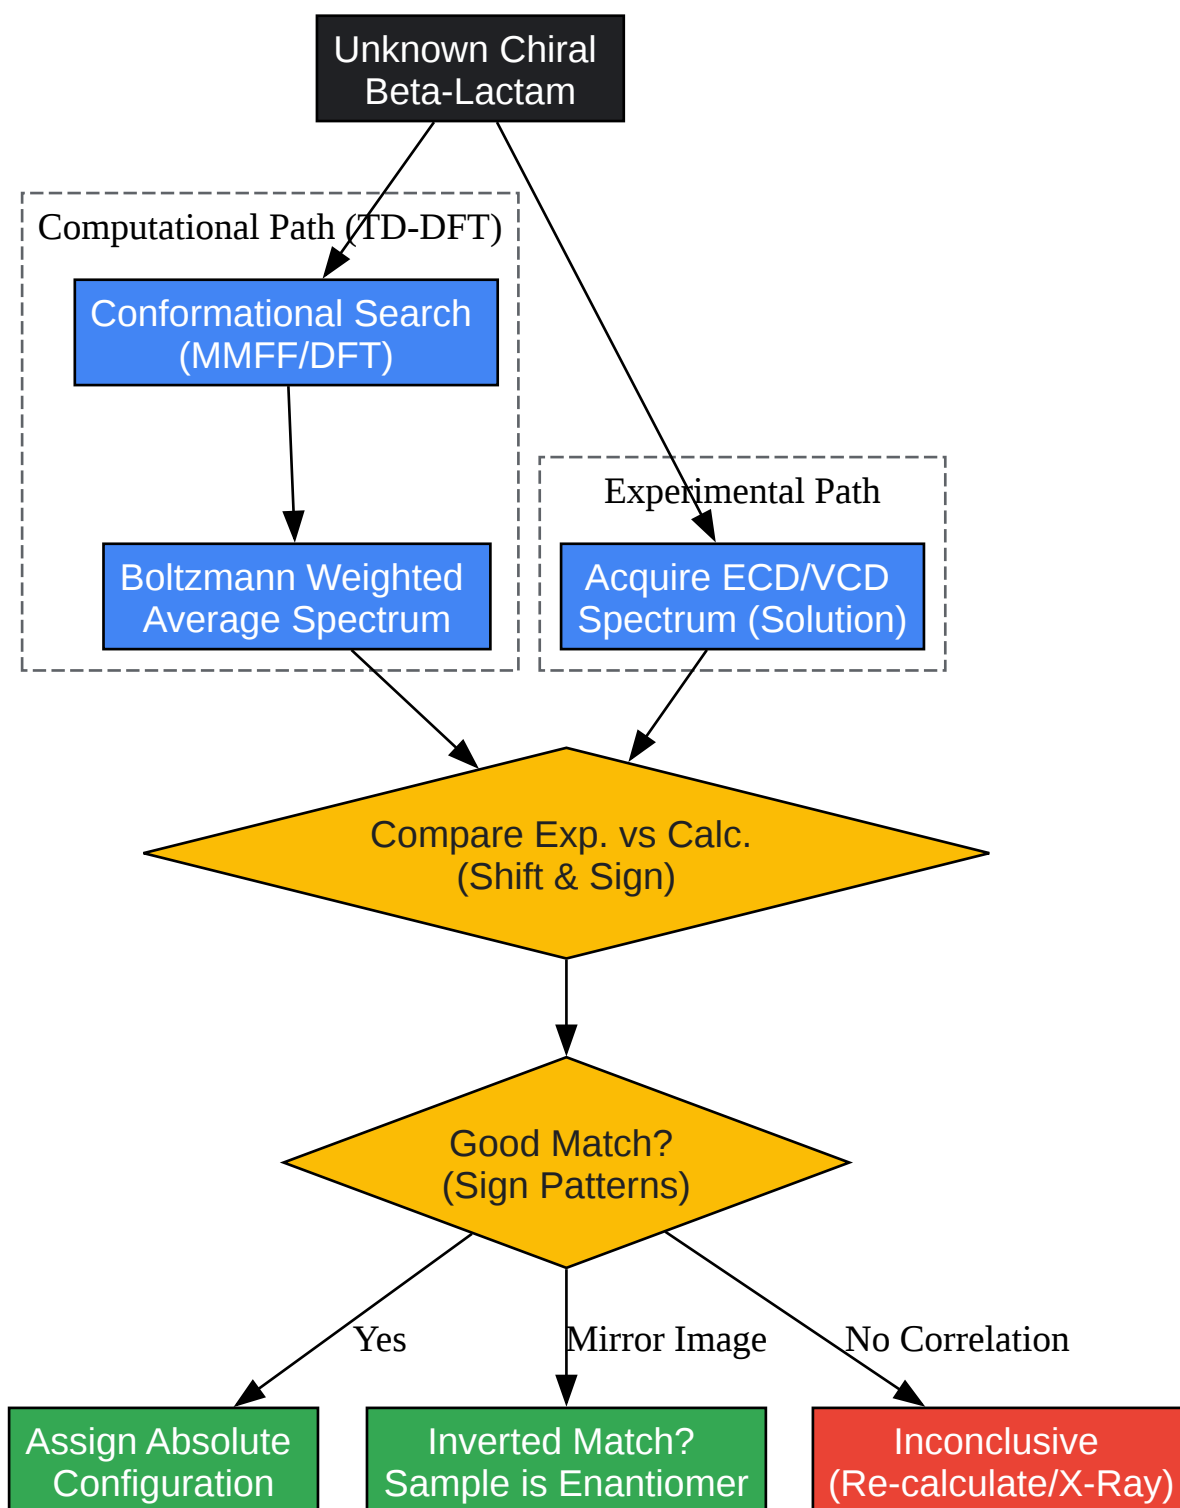 Unknown Chiral
Beta-Lactam
Computational Path (TD-DFT)
Conformational Search
(MMFF/DFT)
Experimental Path
Boltzmann Weighted
Average Spectrum
Acquire ECD/VCD
Spectrum (Solution)
Compare Exp. vs Calc.
(Shift & Sign)
Good Match?
(Sign Patterns)
Yes
Mirror Image
No Correlation
Assign Absolute
Configuration
Inverted Match?
Sample is Enantiomer
Inconclusive
(Re-calculate/X-Ray)